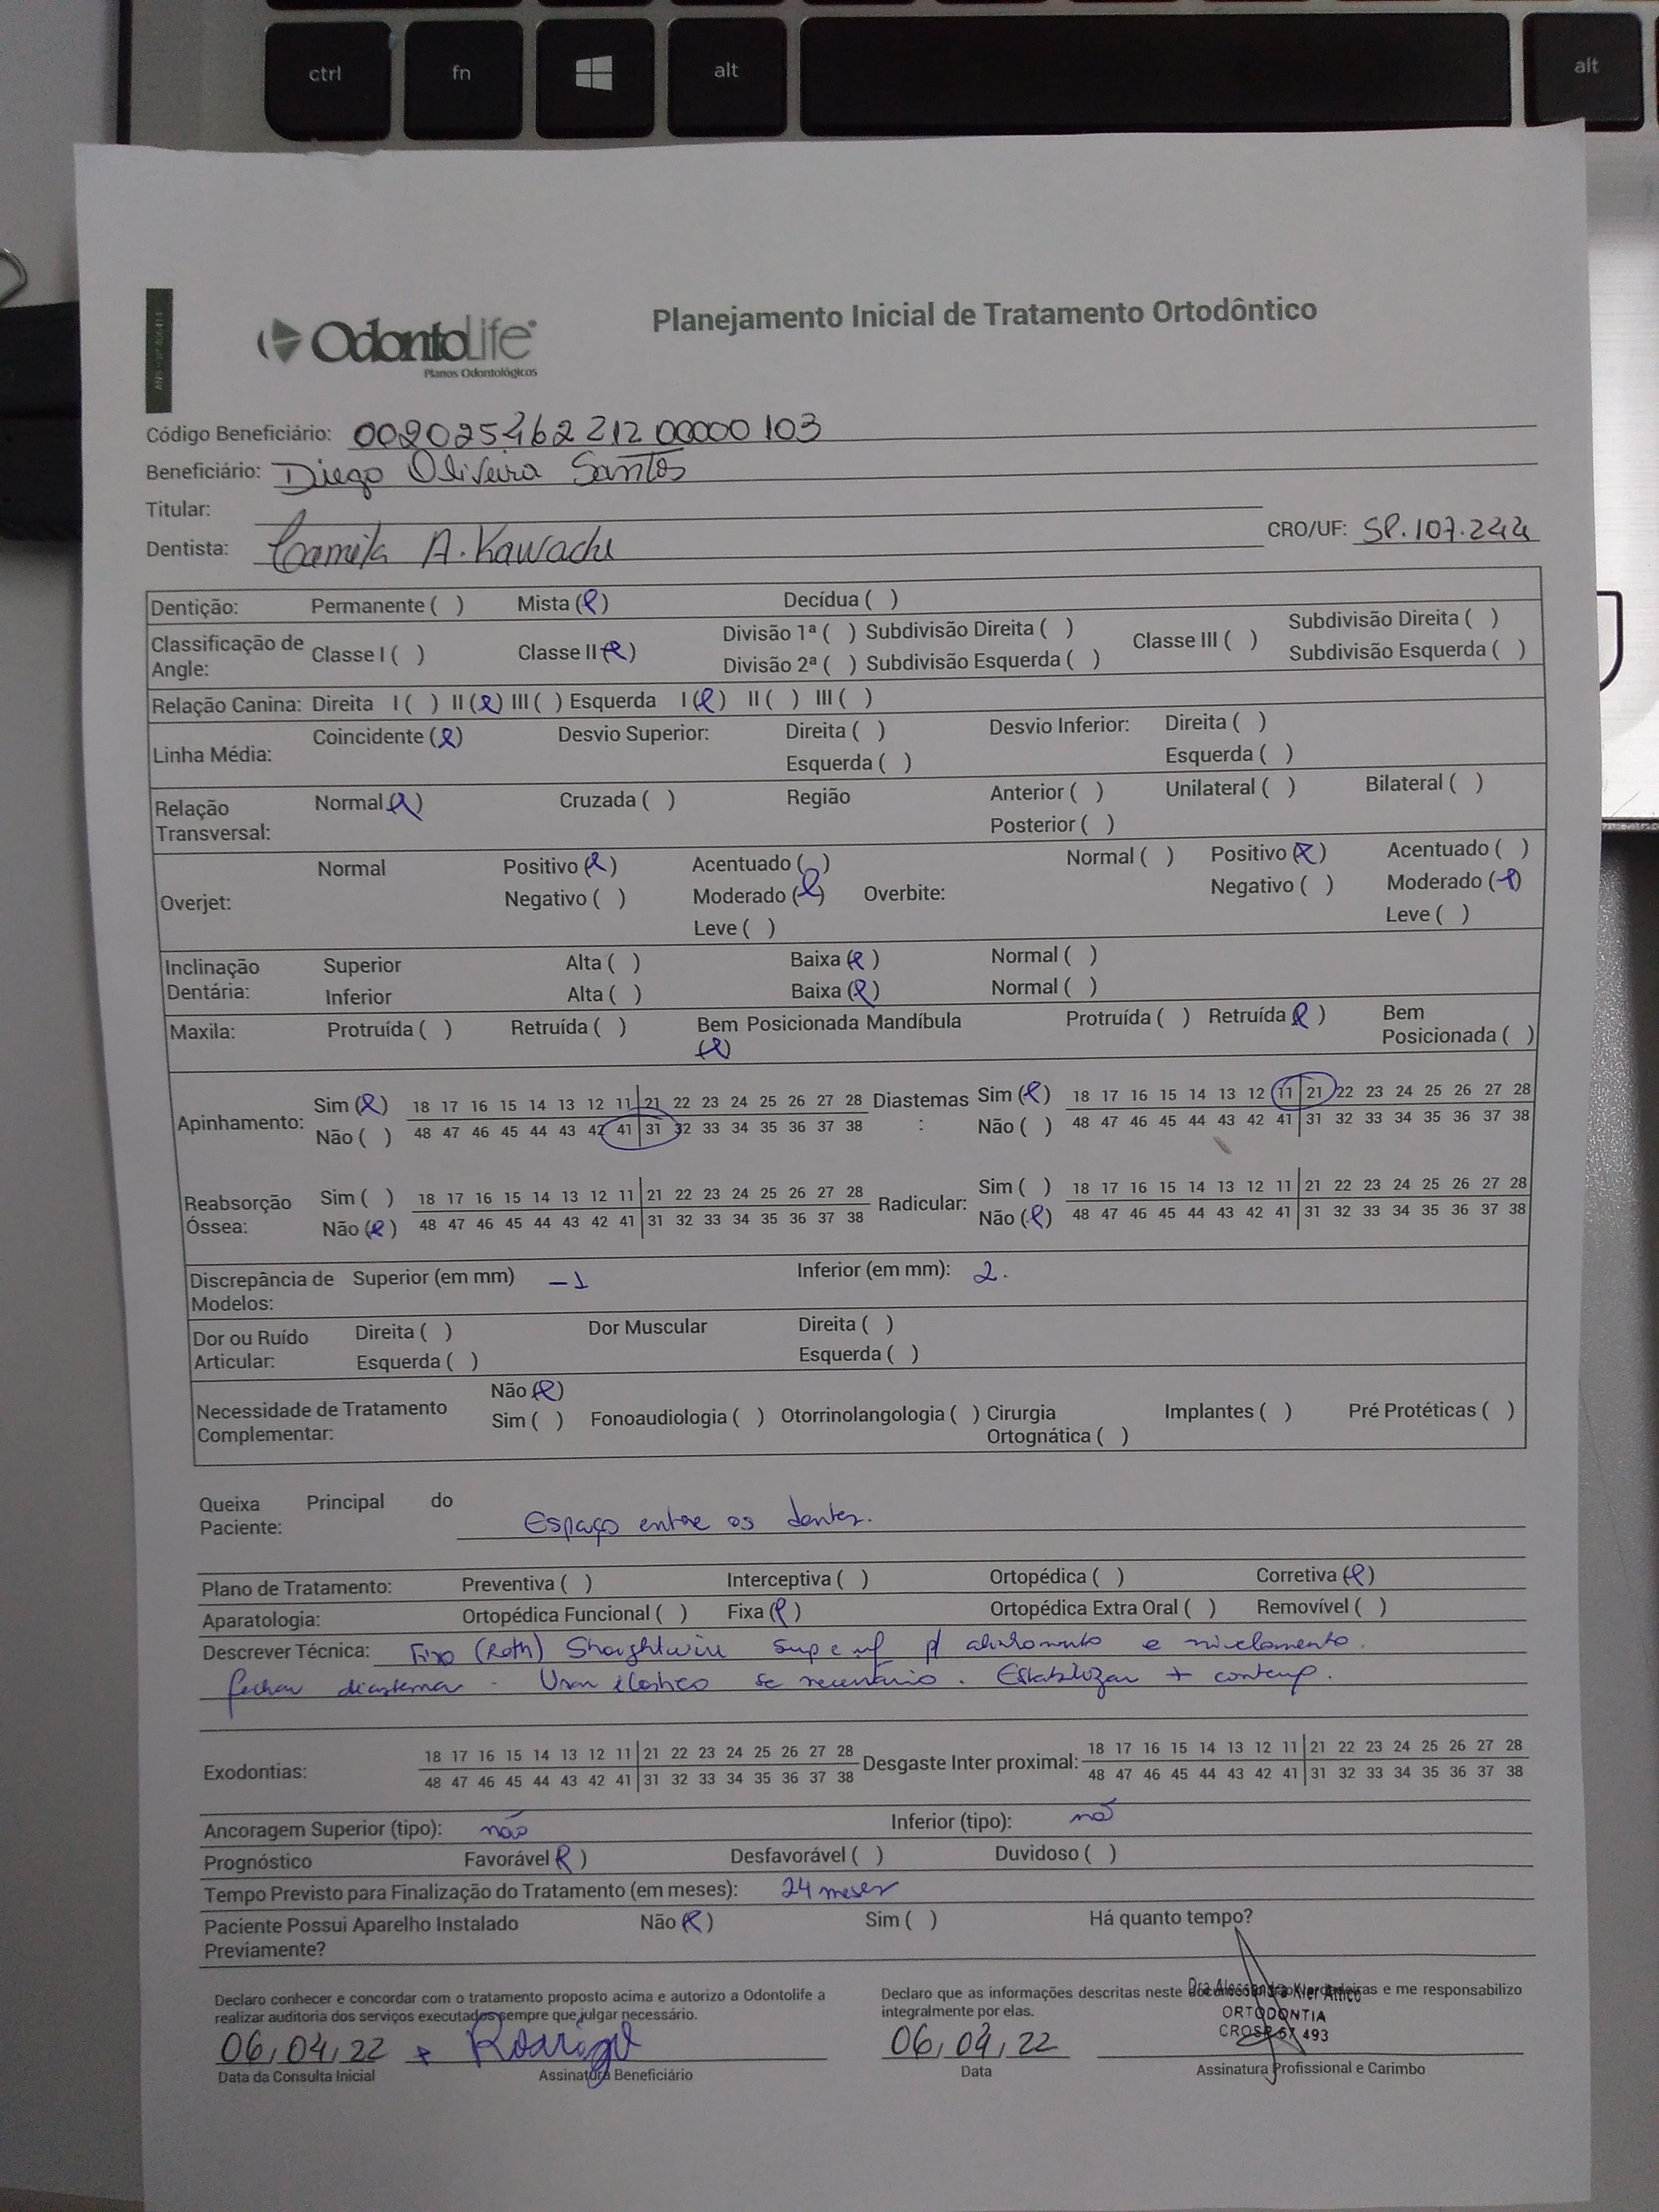 ctrl fn alt alt
ANS - nº 406414
OdontoLife®
Planos Odontológicos
Planejamento Inicial de Tratamento Ortodôntico
Código Beneficiário: 00202546221200000103
Beneficiário: Diego Oliveira Santos
Titular:
Dentista: Camila A. Kawachi CRO/UF: SP.107.244
Dentição: Permanente ( ) Mista (x) Decídua ( )
Classificação de Angle: Classe I ( ) Classe II (x) Divisão 1ª ( ) Subdivisão Direita ( ) Classe III ( ) Subdivisão Direita ( )
Divisão 2ª ( ) Subdivisão Esquerda ( ) Subdivisão Esquerda ( )
Relação Canina: Direita I ( ) II (x) III ( ) Esquerda I (x) II ( ) III ( )
Linha Média: Coincidente (x) Desvio Superior: Direita ( ) Desvio Inferior: Direita ( )
Esquerda ( ) Esquerda ( )
Relação Transversal: Normal (x) Cruzada ( ) Região Anterior ( ) Unilateral ( ) Bilateral ( )
Posterior ( )
Overjet: Normal Positivo (x) Acentuado ( ) Overbite: Normal ( ) Positivo (x) Acentuado ( )
Negativo ( ) Moderado (x) Negativo ( ) Moderado (x)
Leve ( ) Leve ( )
Inclinação Dentária: Superior Alta ( ) Baixa (x) Normal ( )
Inferior Alta ( ) Baixa (x) Normal ( )
Maxila: Protruída ( ) Retruída ( ) Bem Posicionada (x) Mandíbula Protruída ( ) Retruída (x) Bem Posicionada ( )
Apinhamento: Sim (x) 18 17 16 15 14 13 12 11 21 22 23 24 25 26 27 28 Diastemas: Sim (x) 18 17 16 15 14 13 12 11 21 22 23 24 25 26 27 28
Não ( ) 48 47 46 45 44 43 42 41 31 32 33 34 35 36 37 38 Não ( ) 48 47 46 45 44 43 42 41 31 32 33 34 35 36 37 38
Reabsorção Óssea: Sim ( ) 18 17 16 15 14 13 12 11 21 22 23 24 25 26 27 28 Radicular: Sim ( ) 18 17 16 15 14 13 12 11 21 22 23 24 25 26 27 28
Não (x) 48 47 46 45 44 43 42 41 31 32 33 34 35 36 37 38 Não (x) 48 47 46 45 44 43 42 41 31 32 33 34 35 36 37 38
Discrepância de Modelos: Superior (em mm) -1 Inferior (em mm): 2.
Dor ou Ruído Articular: Direita ( ) Dor Muscular Direita ( )
Esquerda ( ) Esquerda ( )
Necessidade de Tratamento Complementar: Não (x)
Sim ( ) Fonoaudiologia ( ) Otorrinolangologia ( ) Cirurgia Ortognática ( ) Implantes ( ) Pré Protéticas ( )
Queixa Principal do Paciente: Espaço entre os dentes.
Plano de Tratamento: Preventiva ( ) Interceptiva ( ) Ortopédica ( ) Corretiva (x)
Aparatologia: Ortopédica Funcional ( ) Fixa (x) Ortopédica Extra Oral ( ) Removível ( )
Descrever Técnica: Fixo (Roth) Straightwire sup e inf p/ alinhamento e nivelamento.
fechar diastema. Usar elástico se necessário. Estabilizar + contenç.
Exodontias: 18 17 16 15 14 13 12 11 21 22 23 24 25 26 27 28 Desgaste Inter proximal: 18 17 16 15 14 13 12 11 21 22 23 24 25 26 27 28
48 47 46 45 44 43 42 41 31 32 33 34 35 36 37 38 48 47 46 45 44 43 42 41 31 32 33 34 35 36 37 38
Ancoragem Superior (tipo): não Inferior (tipo): não
Prognóstico Favorável (x) Desfavorável ( ) Duvidoso ( )
Tempo Previsto para Finalização do Tratamento (em meses): 24 meses
Paciente Possui Aparelho Instalado Previamente? Não (x) Sim ( ) Há quanto tempo?
Declaro conhecer e concordar com o tratamento proposto acima e autorizo a Odontolife a
realizar auditoria dos serviços executados sempre que julgar necessário.
Declaro que as informações descritas neste documento são verdadeiras e me responsabilizo
integralmente por elas.
ORTODONTIA
CROSP 67 493
06/04/22 x Rodrigo
06/04/22
Data da Consulta Inicial Assinatura Beneficiário Data Assinatura Profissional e Carimbo